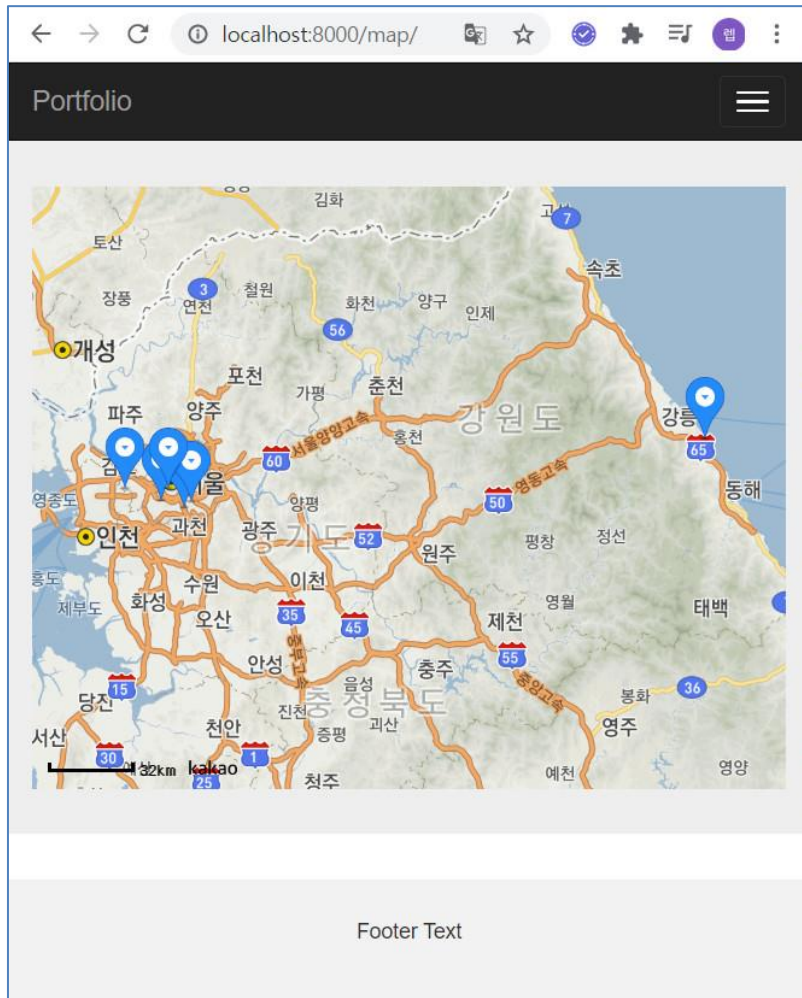 localhost:8000/map/
렙
Portfolio
김화
고성
7
토산
속초
3
철원
장풍
연천
화천
양구
인제
56
개성
포천
가평
춘천
파주
양주
강원도
강릉
서울양양고속
홍천
65
60
서울
영동고속
영종도
50
동해
양평
인천
과천
광주
경기도
52
원주
평창
정선
흥도
수원
이천
제부도
화성
영월
35
태백
오산
45
제천
중부고속
55
안성
충주
15
음성
중앙고속
36
당진
진천
충청북도
봉화
서산
천안
증평
괴산
영주
30
1
32km
kakao
예천
영양
25
청주
Footer Text